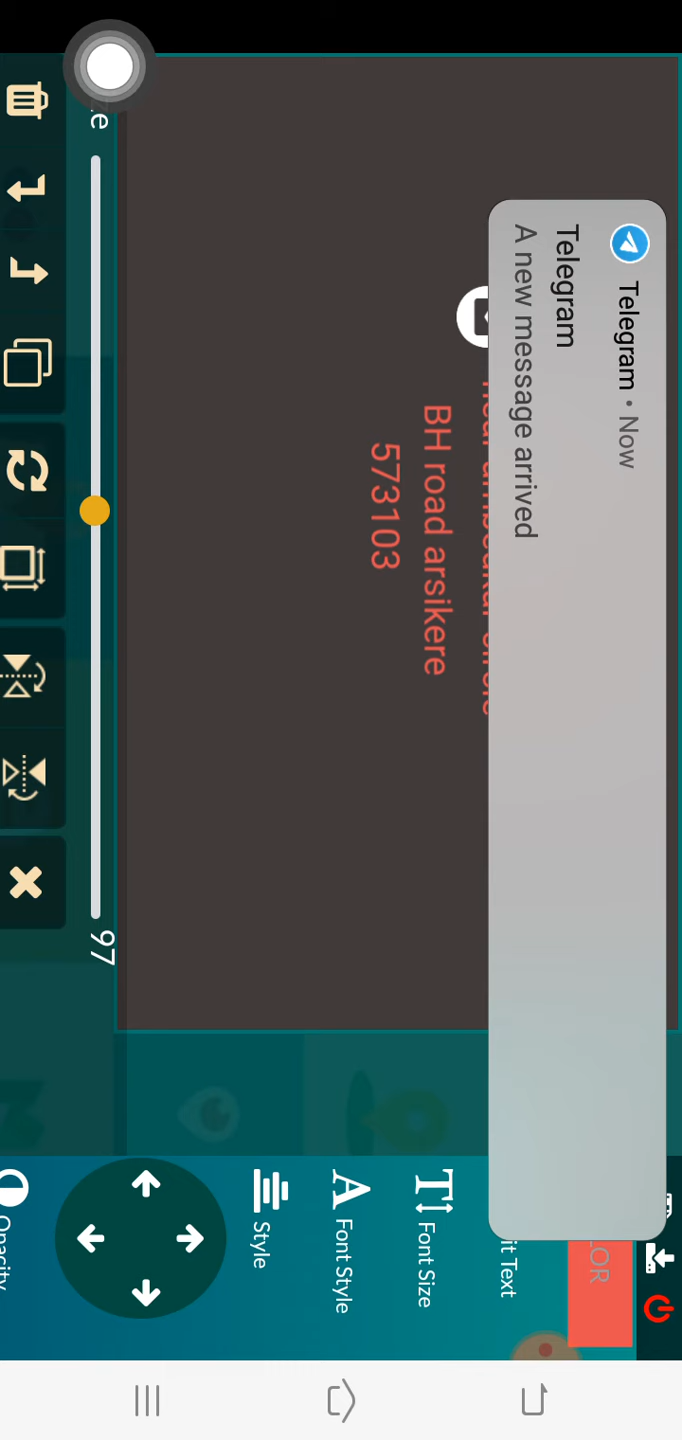 Telegram • Now
Telegram
A new message arrived
BH road arsikere
573103
97
Font Size
Font Style
Style